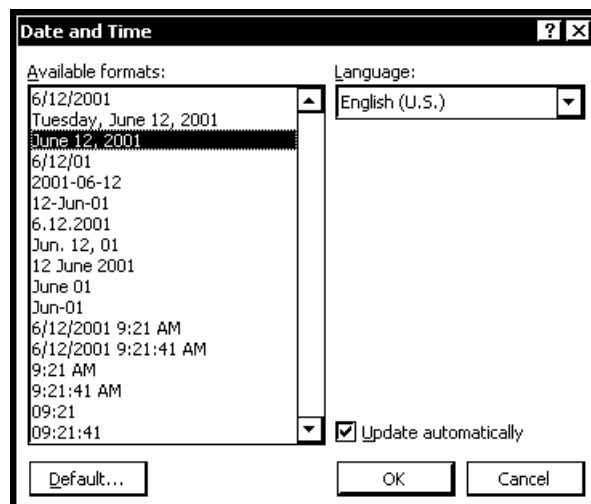 Date and Time
Available formats:
6/12/2001
Tuesday, June 12, 2001
June 12, 2001
6/12/01
2001-06-12
12-Jun-01
6.12.2001
Jun. 12, 01
12 June 2001
June 01
Jun-01
6/12/2001 9:21 AM
6/12/2001 9:21:41 AM
9:21 AM
9:21:41 AM
09:21
09:21:41
Language:
English (U.S.)
Update automatically
Default...
OK
Cancel